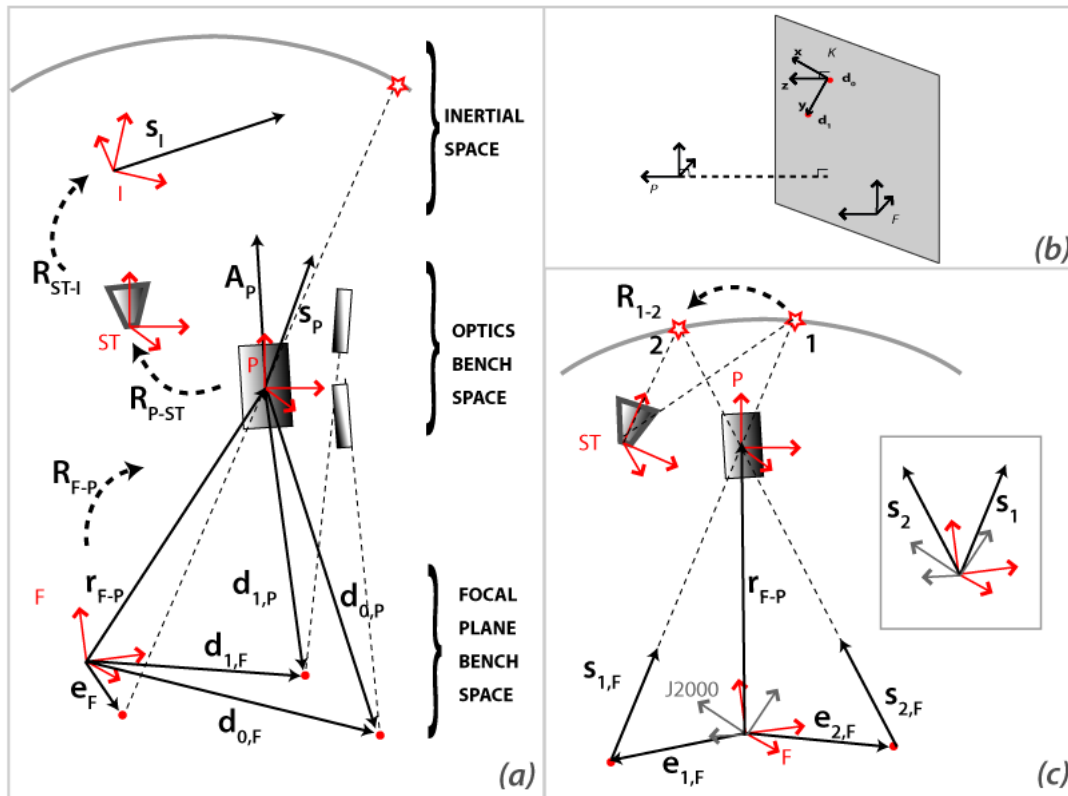 INERTIAL
SPACE
s_I
I
R_ST-I
ST
A_P
s_P
P
OPTICS
BENCH
SPACE
R_P-ST
R_F-P
F
r_F-P
d_1,P
d_0,P
FOCAL
PLANE
BENCH
SPACE
d_1,F
e_F
d_0,F
(a)
x
K
z
d_0
y
d_1
P
F
(b)
R_1-2
2
1
P
ST
s_2
s_1
r_F-P
s_1,F
J2000
s_2,F
e_2,F
F
e_1,F
(c)